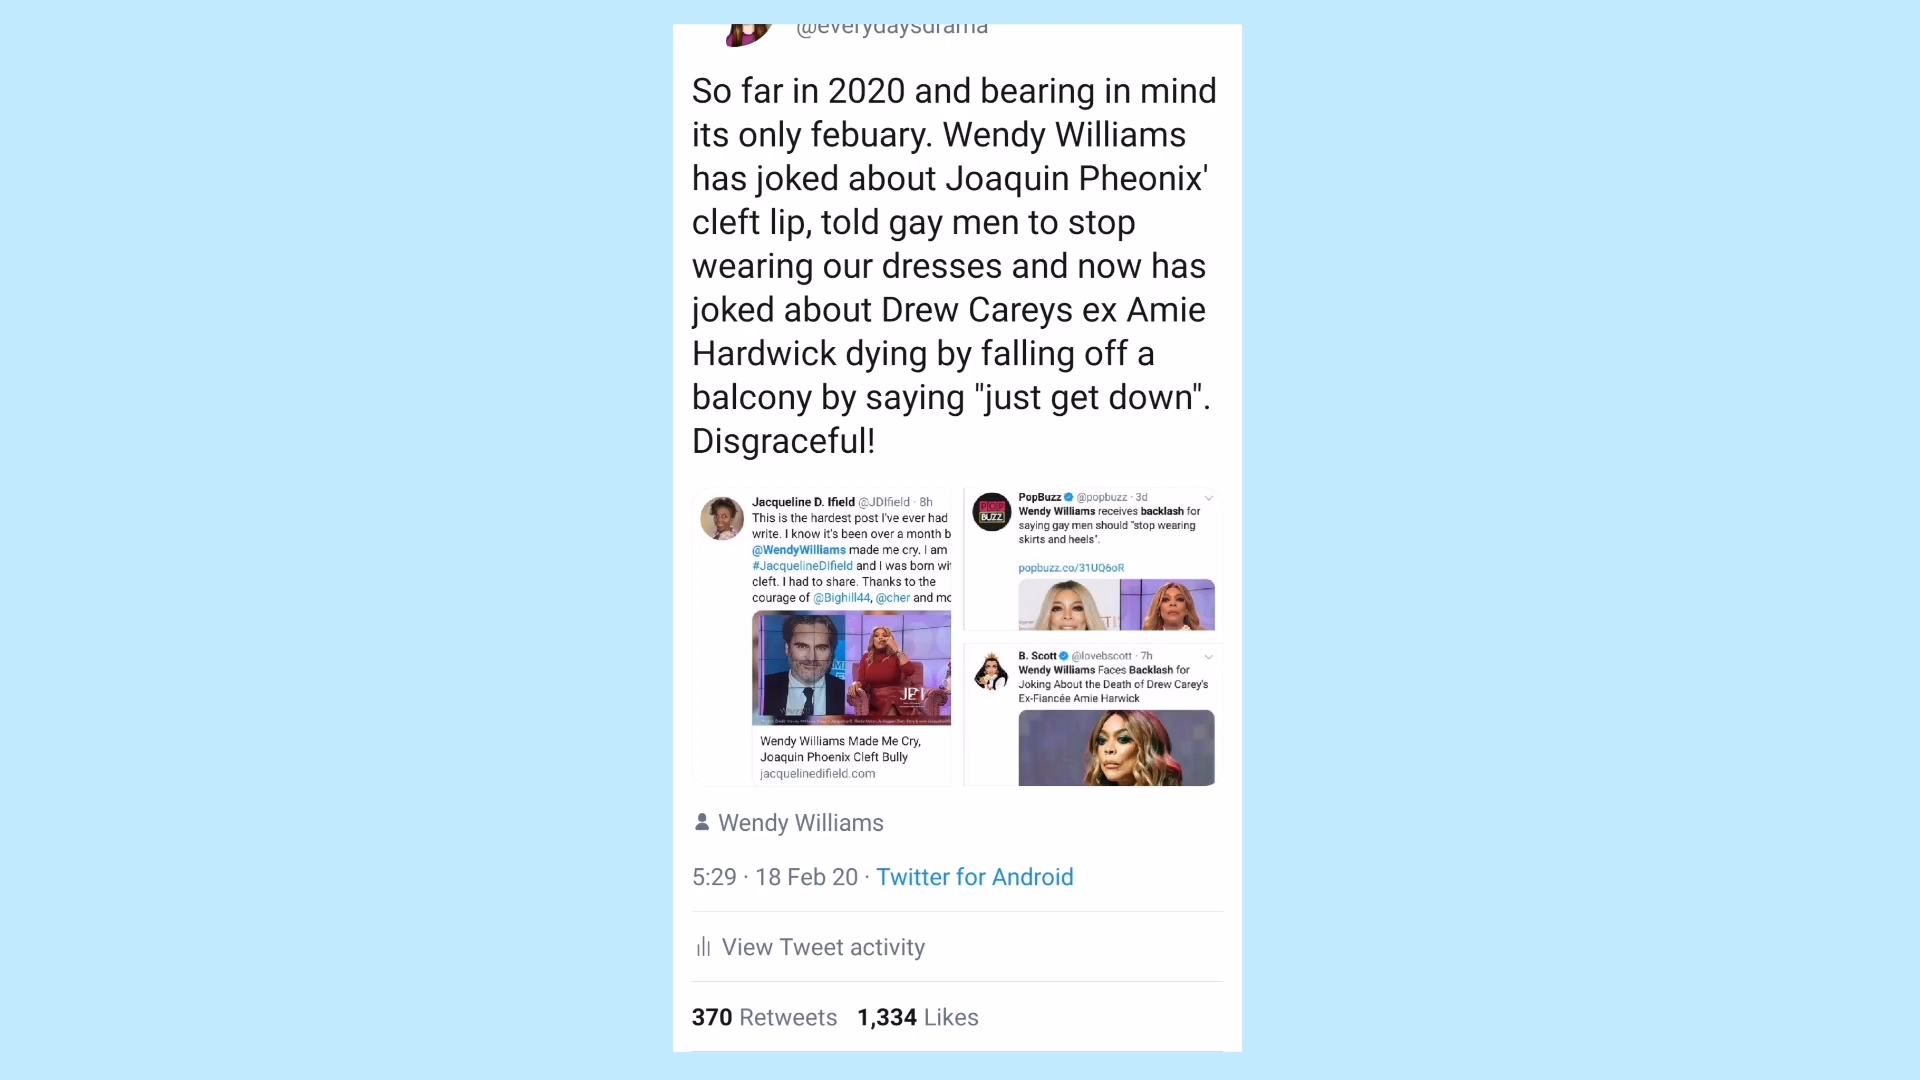 @everydaysdrama
So far in 2020 and bearing in mind
its only febuary. Wendy Williams
has joked about Joaquin Pheonix'
cleft lip, told gay men to stop
wearing our dresses and now has
joked about Drew Careys ex Amie
Hardwick dying by falling off a
balcony by saying "just get down".
Disgraceful!
Jacqueline D. Ifield @JDIfield · 8h
This is the hardest post I've ever had
write. I know it's been over a month b
@WendyWilliams made me cry. I am
#JacquelineDIfield and I was born wit
cleft. I had to share. Thanks to the
courage of @Bighill44, @cher and mo
JDI
Wendy Williams Made Me Cry,
Joaquin Phoenix Cleft Bully
jacquelinedifield.com
PopBuzz @popbuzz · 3d
POP
BUZZ
Wendy Williams receives backlash for
saying gay men should "stop wearing
skirts and heels".
popbuzz.co/31UQ6oR
B. Scott @lovebscott · 7h
Wendy Williams Faces Backlash for
Joking About the Death of Drew Carey's
Ex-Fiancée Amie Harwick
Wendy Williams
5:29 · 18 Feb 20 · Twitter for Android
View Tweet activity
370 Retweets 1,334 Likes